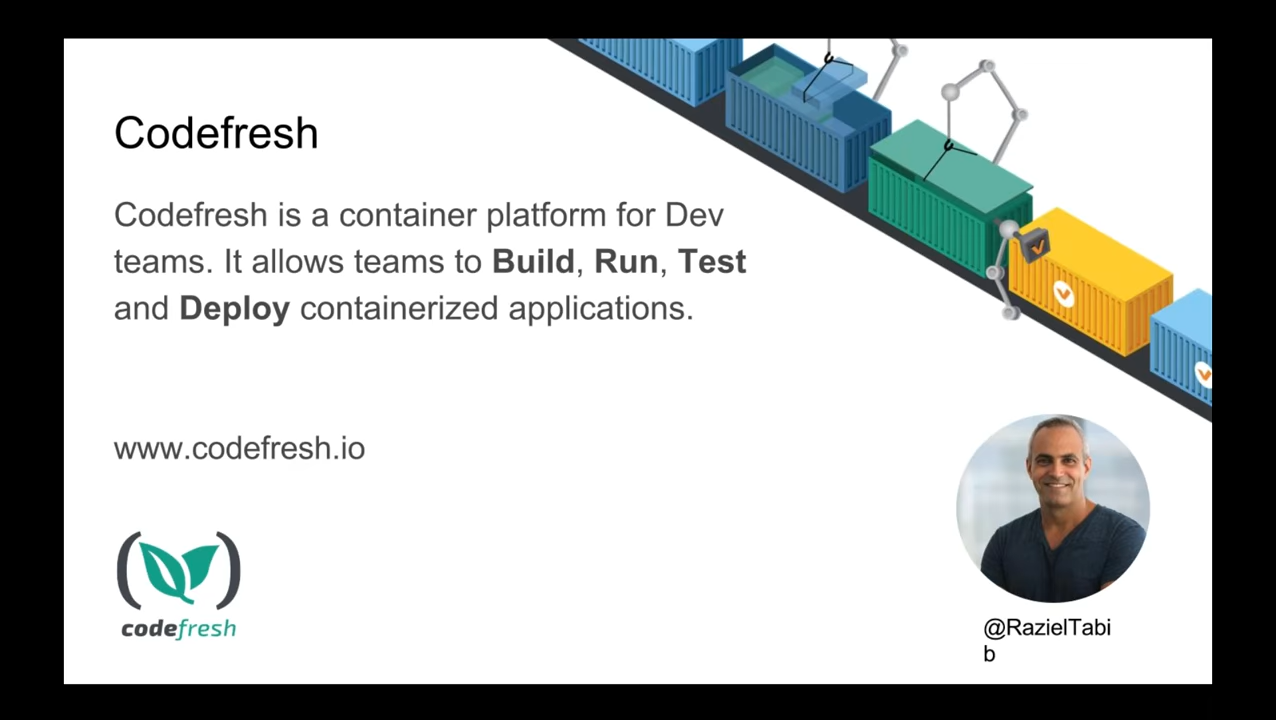 Codefresh
Codefresh is a container platform for Dev
teams. It allows teams to Build, Run, Test
and Deploy containerized applications.
www.codefresh.io
codefresh
@RazielTabi
b